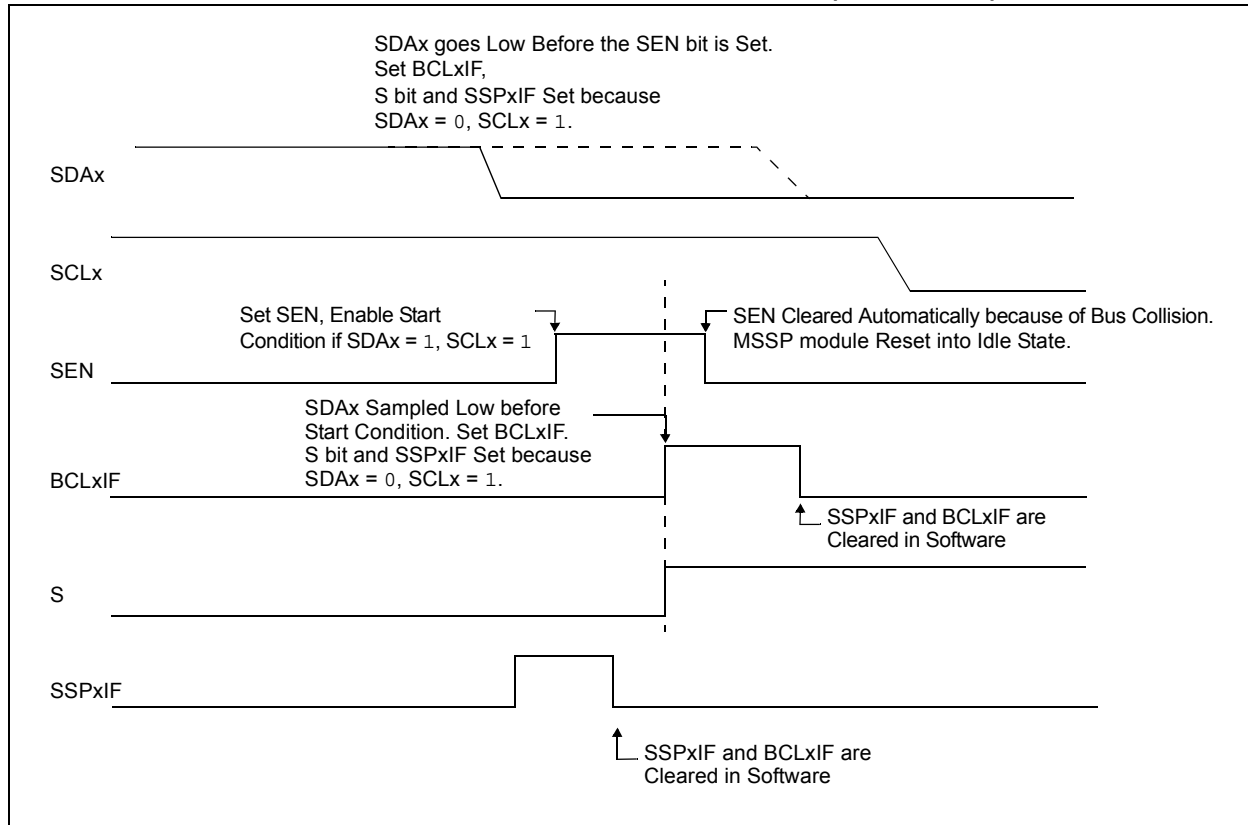 SDAx goes Low Before the SEN bit is Set.
Set BCLxIF,
S bit and SSPxIF Set because
SDAx = 0, SCLx = 1.
SDAx
SCLx
Set SEN, Enable Start
Condition if SDAx = 1, SCLx = 1
SEN Cleared Automatically because of Bus Collision.
MSSP module Reset into Idle State.
SEN
SDAx Sampled Low before
Start Condition. Set BCLxIF.
S bit and SSPxIF Set because
SDAx = 0, SCLx = 1.
BCLxIF
SSPxIF and BCLxIF are
Cleared in Software
S
SSPxIF
SSPxIF and BCLxIF are
Cleared in Software